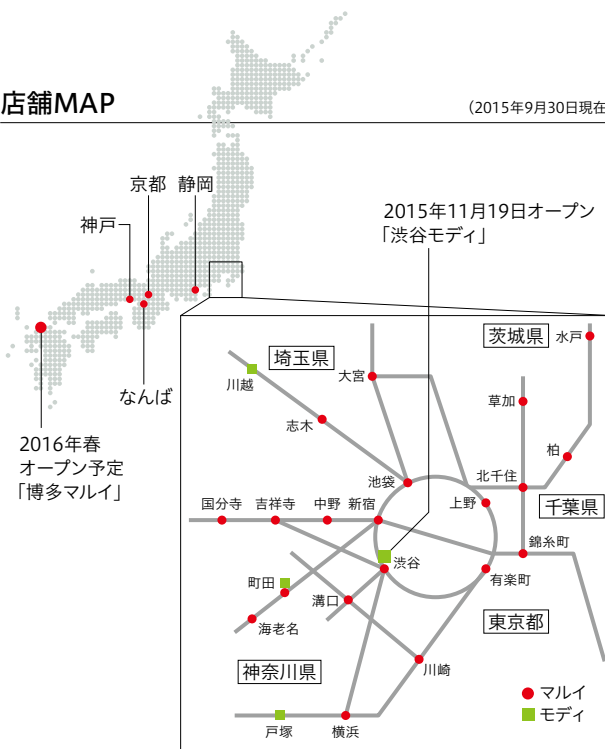 店舗MAP
（2015年9月30日現在
京都 静岡
神戸
2015年11月19日オープン
「渋谷モディ」
なんば
2016年春
オープン予定
「博多マルイ」
茨城県
水戸
埼玉県
大宮
川越
草加
志木
柏
池袋
北千住
上野
千葉県
国分寺 吉祥寺 中野 新宿
錦糸町
渋谷
有楽町
町田
溝口
海老名
東京都
神奈川県
川崎
マルイ
モディ
戸塚
横浜